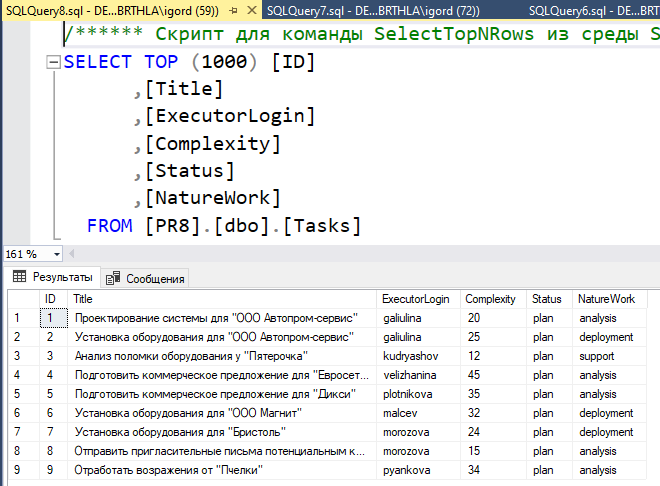 SQLQuery8.sql - DE...BRTHLA\igord (59)) SQLQuery7.sql - DE...BRTHLA\igord (72)) SQLQuery6.sql - DE...B
/****** Скрипт для команды SelectTopNRows из среды S
SELECT TOP (1000) [ID]
,[Title]
,[ExecutorLogin]
,[Complexity]
,[Status]
,[NatureWork]
FROM [PR8].[dbo].[Tasks]
161 %
Результаты Сообщения
ID Title ExecutorLogin Complexity Status NatureWork
1 1 Проектирование системы для "ООО Автопром-сервис" galiulina 20 plan analysis
2 2 Установка оборудования для "ООО Автопром-сервис" galiulina 25 plan deployment
3 3 Анализ поломки оборудования у "Пятерочка" kudryashov 12 plan support
4 4 Подготовить коммерческое предложение для "Евросет... velizhanina 45 plan analysis
5 5 Подготовить коммерческое предложение для "Дикси" plotnikova 35 plan analysis
6 6 Установка оборудования для "ООО Магнит" malcev 32 plan deployment
7 7 Установка оборудования для "Бристоль" morozova 24 plan deployment
8 8 Отправить пригласительные письма потенциальным к... morozova 15 plan analysis
9 9 Отработать возражения от "Пчелки" pyankova 34 plan analysis